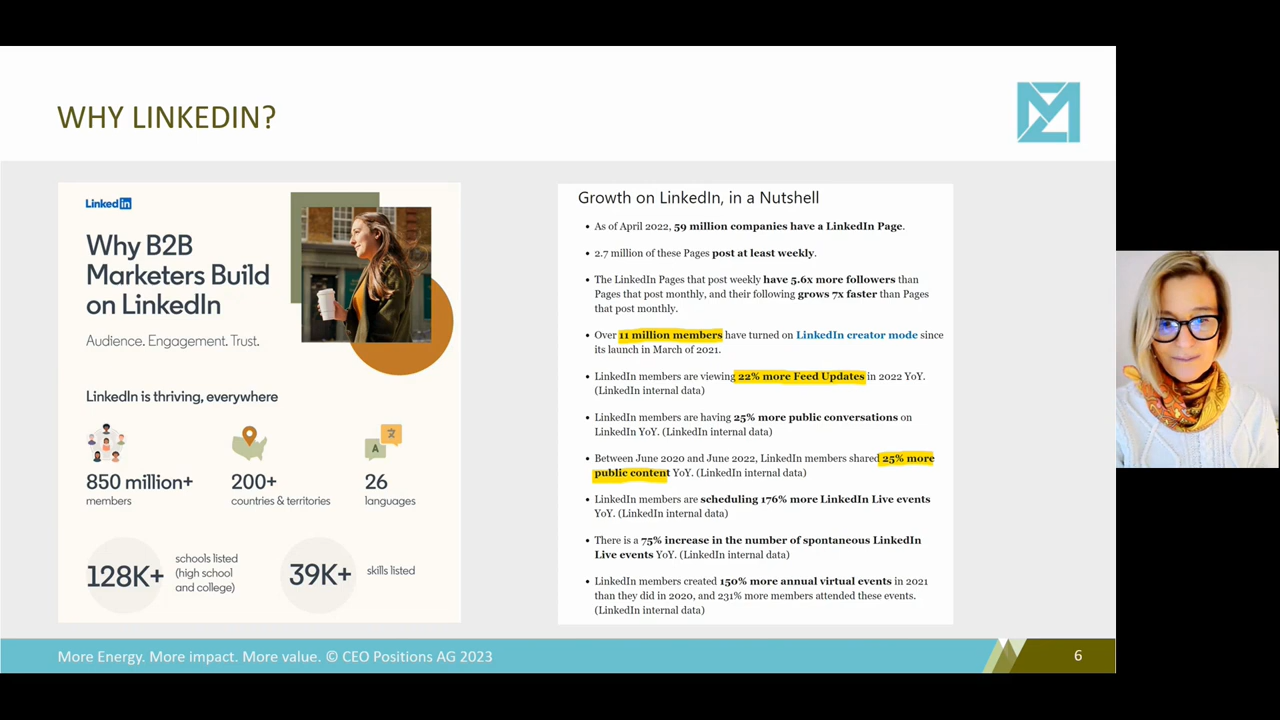 WHY LINKEDIN?
Linked in
Why B2B
Marketers Build
on LinkedIn
Audience. Engagement. Trust.
LinkedIn is thriving, everywhere
850 million+
members
200+
countries & territories
A
文
26
languages
128K+
schools listed
(high school
and college)
39K+
skills listed
Growth on LinkedIn, in a Nutshell
• As of April 2022, 59 million companies have a LinkedIn Page.
• 2.7 million of these Pages post at least weekly.
• The LinkedIn Pages that post weekly have 5.6x more followers than
Pages that post monthly, and their following grows 7x faster than Pages
that post monthly.
• Over 11 million members have turned on LinkedIn creator mode since
its launch in March of 2021.
• LinkedIn members are viewing 22% more Feed Updates in 2022 YoY.
(LinkedIn internal data)
• LinkedIn members are having 25% more public conversations on
LinkedIn YoY. (LinkedIn internal data)
• Between June 2020 and June 2022, LinkedIn members shared 25% more
public content YoY. (LinkedIn internal data)
• LinkedIn members are scheduling 176% more LinkedIn Live events
YoY. (LinkedIn internal data)
• There is a 75% increase in the number of spontaneous LinkedIn
Live events YoY. (LinkedIn internal data)
• LinkedIn members created 150% more annual virtual events in 2021
than they did in 2020, and 231% more members attended these events.
(LinkedIn internal data)
More Energy. More impact. More value. © CEO Positions AG 2023
6